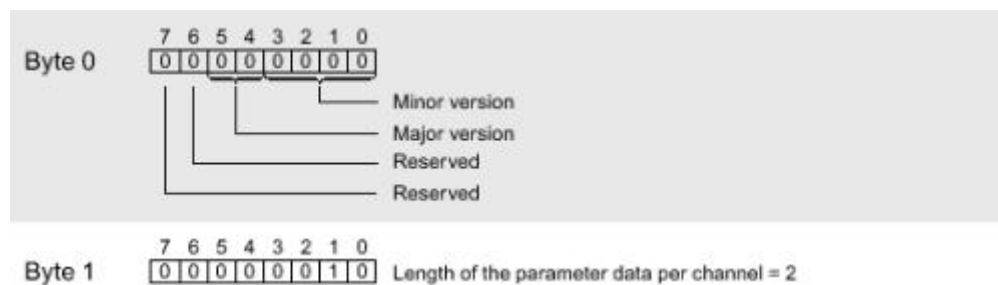 7 6 5 4 3 2 1 0
Byte 0 0 0 0 0 0 0 0 0
Minor version
Major version
Reserved
Reserved
7 6 5 4 3 2 1 0
Byte 1 0 0 0 0 0 0 1 0 Length of the parameter data per channel = 2